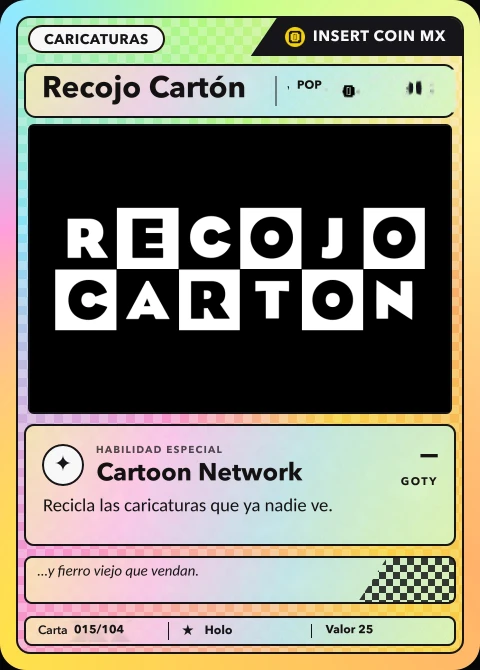 CARICATURAS
INSERT COIN MX
Recojo Cartón
POP
RECOJO
CARTON
HABILIDAD ESPECIAL
Cartoon Network
GOTY
Recicla las caricaturas que ya nadie ve.
...y fierro viejo que vendan.
Carta 015/104 ★ Holo Valor 25